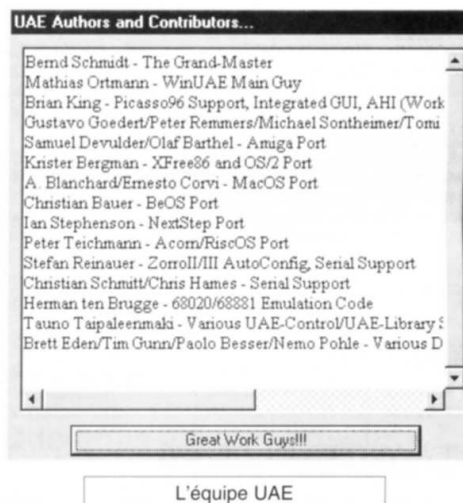 UAE Authors and Contributors...
Bernd Schmidt - The Grand-Master
Mathias Ortmann - WinUAE Main Guy
Brian King - Picasso96 Support, Integrated GUI, AHI (Work
Gustavo Goedert/Peter Remmers/Michael Sontheimer/Tomi
Samuel Devulder/Olaf Barthel - Amiga Port
Krister Bergman - XFree86 and OS/2 Port
A. Blanchard/Ernesto Corvi - MacOS Port
Christian Bauer - BeOS Port
Ian Stephenson - NextStep Port
Peter Teichmann - Acorn/RiscOS Port
Stefan Reinauer - ZorroII/III AutoConfig, Serial Support
Christian Schmitt/Chris Hames - Serial Support
Herman ten Brugge - 68020/68881 Emulation Code
Tauno Taipaleenmaki - Various UAE-Control/UAE-Library
Brett Eden/Tim Gunn/Paolo Besser/Nemo Pohle - Various D
Great Work Guys!!!
L'équipe UAE